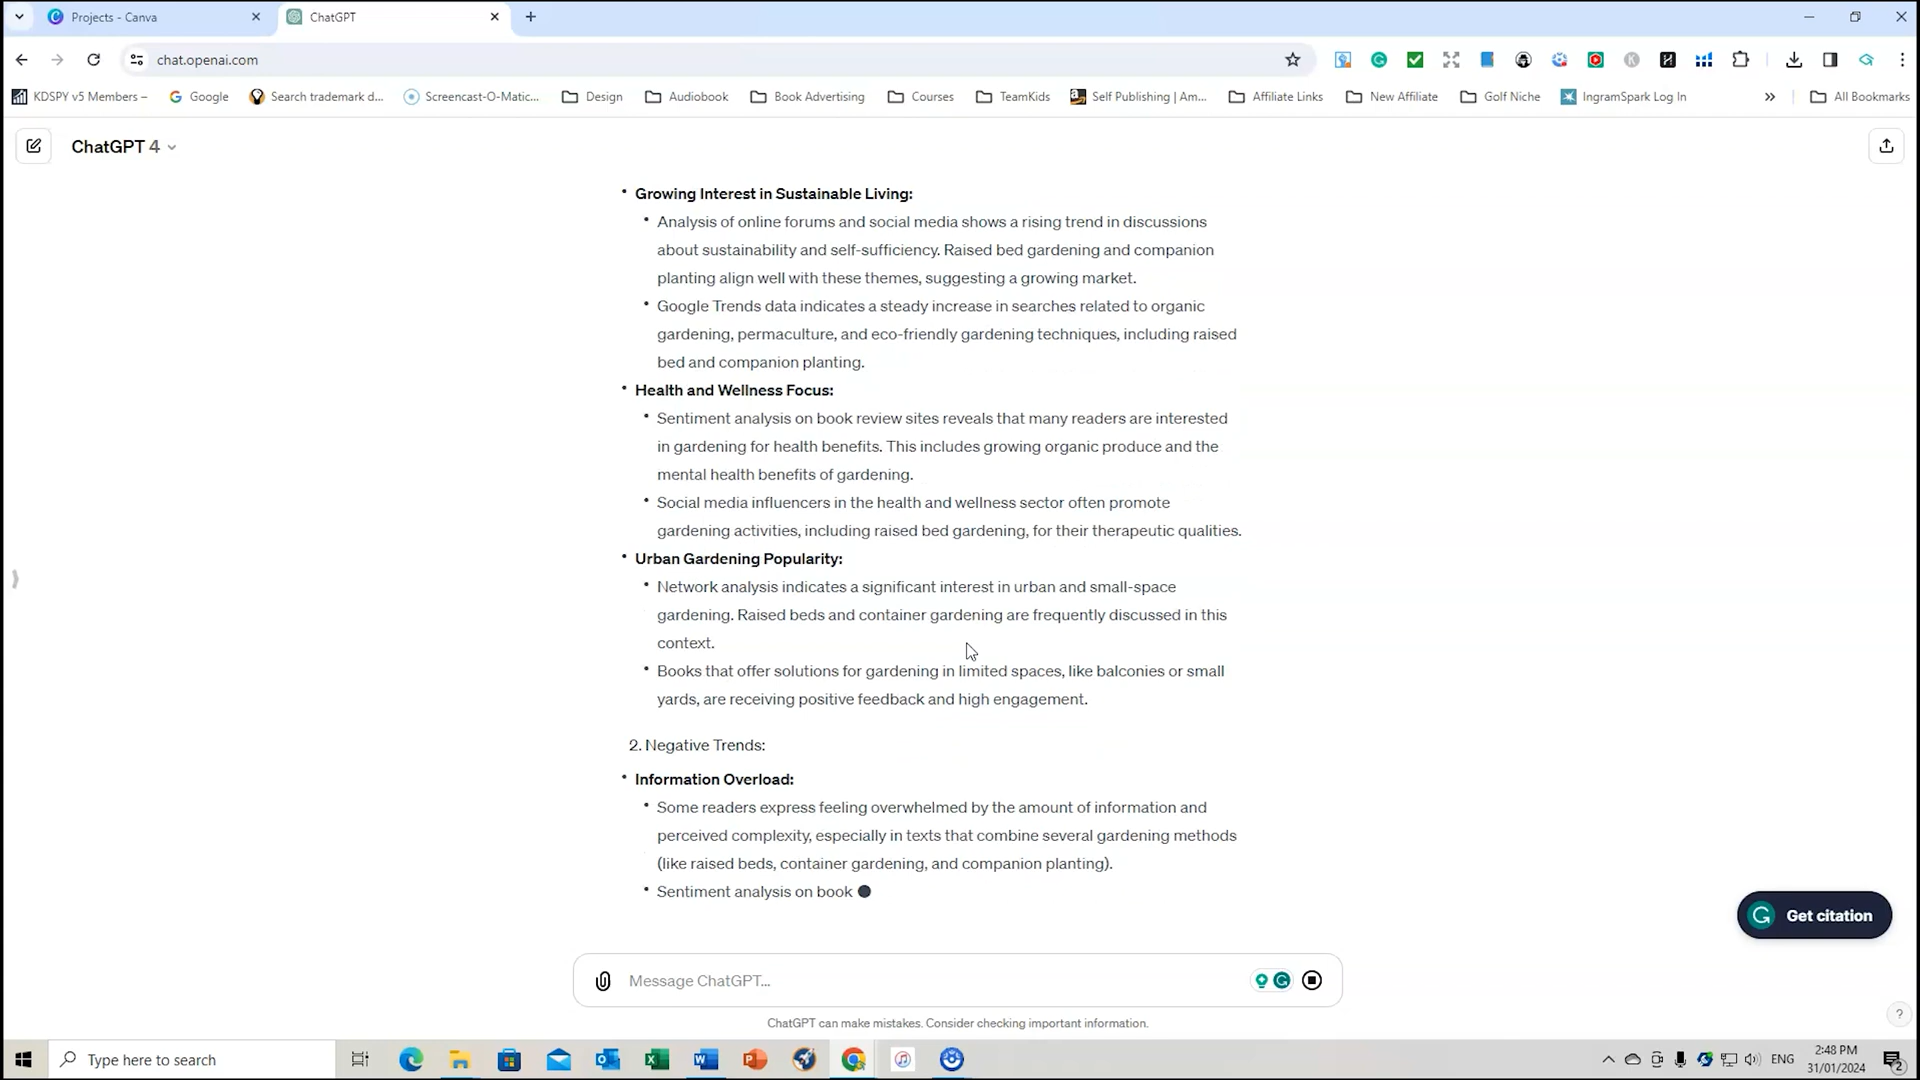 Projects - Canva
ChatGPT
chat.openai.com
KDSPY v5 Members –
Google
Search trademark d...
Screencast-O-Matic...
Design
Audiobook
Book Advertising
Courses
TeamKids
Self Publishing | Am...
Affiliate Links
New Affiliate
Golf Niche
IngramSpark Log In
»
All Bookmarks
ChatGPT 4
• Growing Interest in Sustainable Living:
• Analysis of online forums and social media shows a rising trend in discussions
about sustainability and self-sufficiency. Raised bed gardening and companion
planting align well with these themes, suggesting a growing market.
• Google Trends data indicates a steady increase in searches related to organic
gardening, permaculture, and eco-friendly gardening techniques, including raised
bed and companion planting.
• Health and Wellness Focus:
• Sentiment analysis on book review sites reveals that many readers are interested
in gardening for health benefits. This includes growing organic produce and the
mental health benefits of gardening.
• Social media influencers in the health and wellness sector often promote
gardening activities, including raised bed gardening, for their therapeutic qualities.
• Urban Gardening Popularity:
• Network analysis indicates a significant interest in urban and small-space
gardening. Raised beds and container gardening are frequently discussed in this
context.
• Books that offer solutions for gardening in limited spaces, like balconies or small
yards, are receiving positive feedback and high engagement.
2. Negative Trends:
• Information Overload:
• Some readers express feeling overwhelmed by the amount of information and
perceived complexity, especially in texts that combine several gardening methods
(like raised beds, container gardening, and companion planting).
• Sentiment analysis on book
Get citation
Message ChatGPT...
ChatGPT can make mistakes. Consider checking important information.
?
Type here to search
ENG
2:48 PM
31/01/2024
2